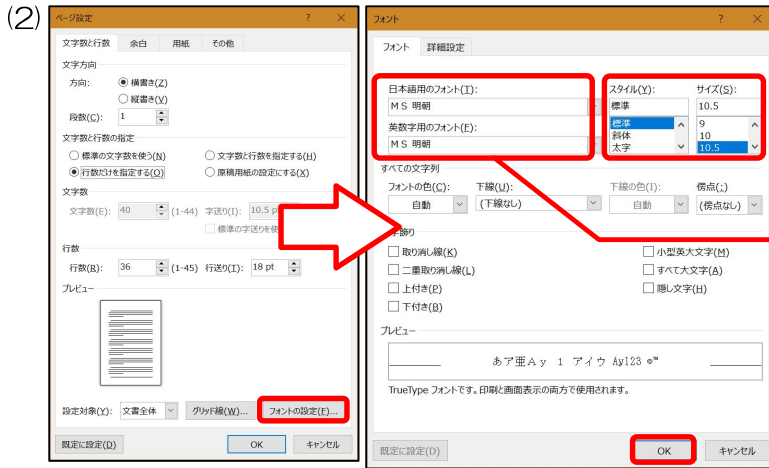 (2)
ページ設定
? ×
文字数と行数 余白 用紙 その他
文字方向
方向: 横書き(Z)
縦書き(V)
段数(C): 1
文字数と行数の指定
標準の文字数を使う(N) 文字数と行数を指定する(H)
行数だけを指定する(O) 原稿用紙の設定にする(X)
文字数
文字数(E): 40 (1-44) 字送り(I): 10.5 pt
標準の字送りを使
行数
行数(R): 36 (1-45) 行送り(T): 18 pt
プレビュー
設定対象(Y): 文書全体 グリッド線(W)... フォントの設定(F)...
既定に設定(D) OK キャンセル
フォント
? ×
フォント 詳細設定
日本語用のフォント(T): スタイル(Y): サイズ(S):
MS 明朝 標準 10.5
英数字用のフォント(F): 標準 9
斜体 10
MS 明朝 太字 10.5
すべての文字列
フォントの色(C): 下線(U): 下線の色(I): 傍点(:)
自動 (下線なし) 自動 (傍点なし)
飾り
取り消し線(K) 小型英大文字(M)
二重取り消し線(L) すべて大文字(A)
上付き(P) 隠し文字(H)
下付き(B)
プレビュー
あア亜Ay 1 アイウ Ay123 ©™
TrueType フォントです。印刷と画面表示の両方で使用されます。
既定に設定(D) OK キャンセル